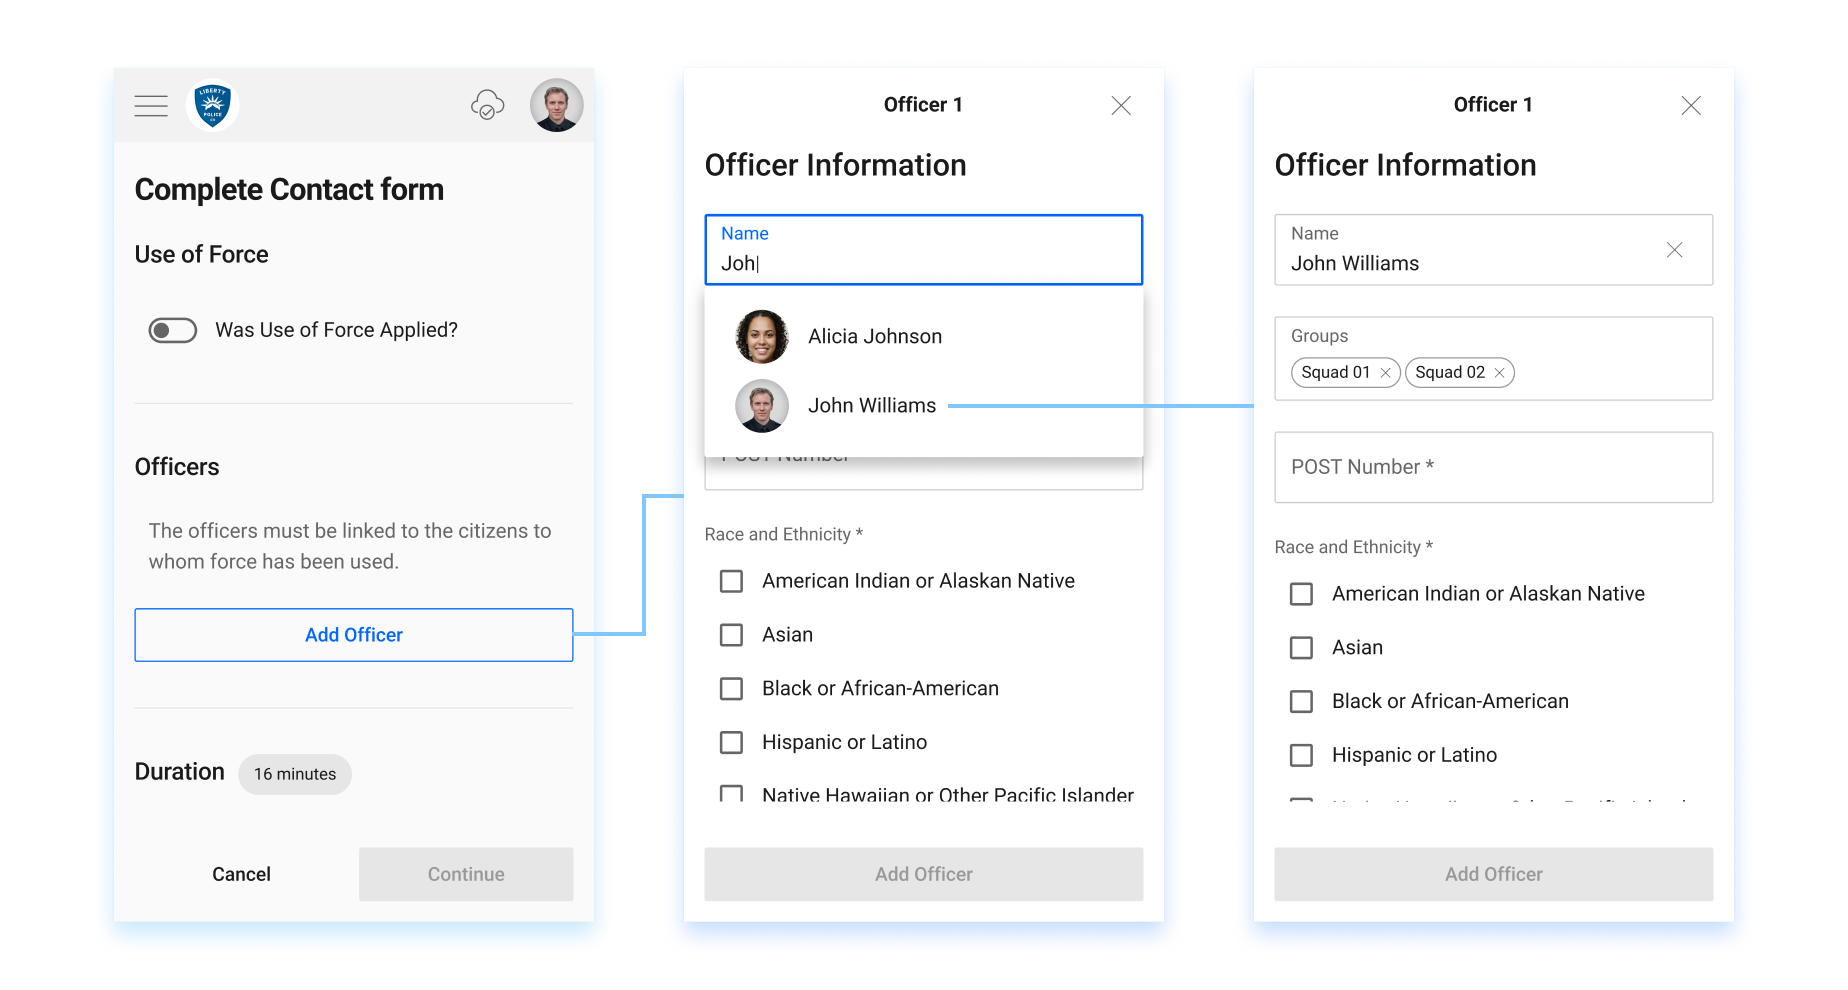 LIBERTY
POLICE
CO
Complete Contact form
Use of Force
Was Use of Force Applied?
Officers
The officers must be linked to the citizens to
whom force has been used.
Add Officer
Duration
16 minutes
Cancel
Continue
Officer 1
Officer Information
Name
Joh
Alicia Johnson
John Williams
POST Number
Race and Ethnicity *
American Indian or Alaskan Native
Asian
Black or African-American
Hispanic or Latino
Native Hawaiian or Other Pacific Islander
Add Officer
Officer 1
Officer Information
Name
John Williams
Groups
Squad 01
Squad 02
POST Number *
Race and Ethnicity *
American Indian or Alaskan Native
Asian
Black or African-American
Hispanic or Latino
Add Officer